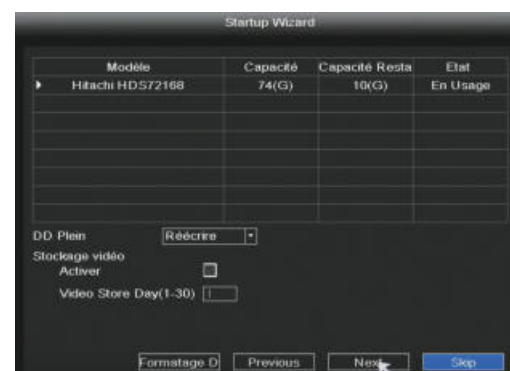 Startup Wizard
Modèle Capacité Capacité Resta Etat
Hitachi HDS72168 74(G) 10(G) En Usage
DD Plein Réécrire
Stockage vidéo
Activer
Video Store Day(1-30) 1
Formatage D Previous Next Skip